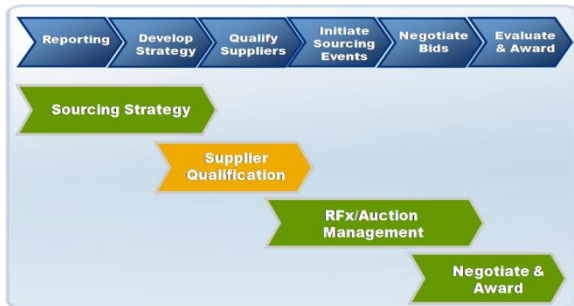 Reporting
Develop
Strategy
Qualify
Suppliers
Initiate
Sourcing
Events
Negotiate
Bids
Evaluate
& Award
Sourcing Strategy
Supplier
Qualification
RFx/Auction
Management
Negotiate &
Award